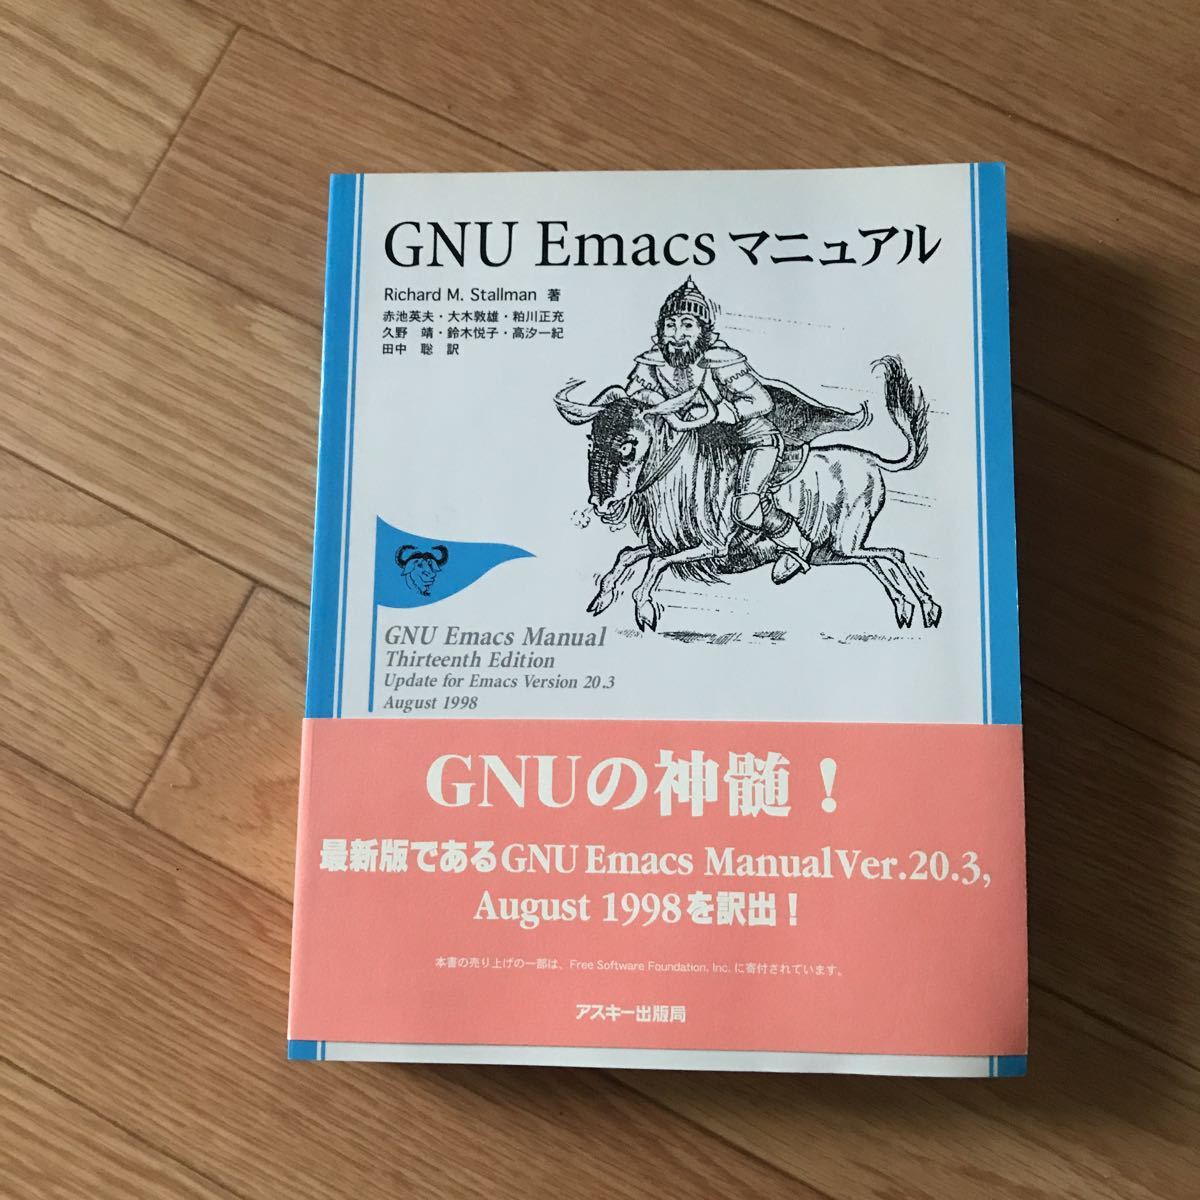 GNU Emacsマニュアル
Richard M. Stallman 著
赤池英夫・大木敦雄・粕川正充
久野 靖・鈴木悦子・高汐一紀
田中 聡 訳
GNU Emacs Manual
Thirteenth Edition
Update for Emacs Version 20.3
August 1998
GNUの神髄！
最新版であるGNU Emacs Manual Ver.20.3,
August 1998を訳出！
本書の売り上げの一部は、Free Software Foundation, Inc. に寄付されています。
アスキー出版局